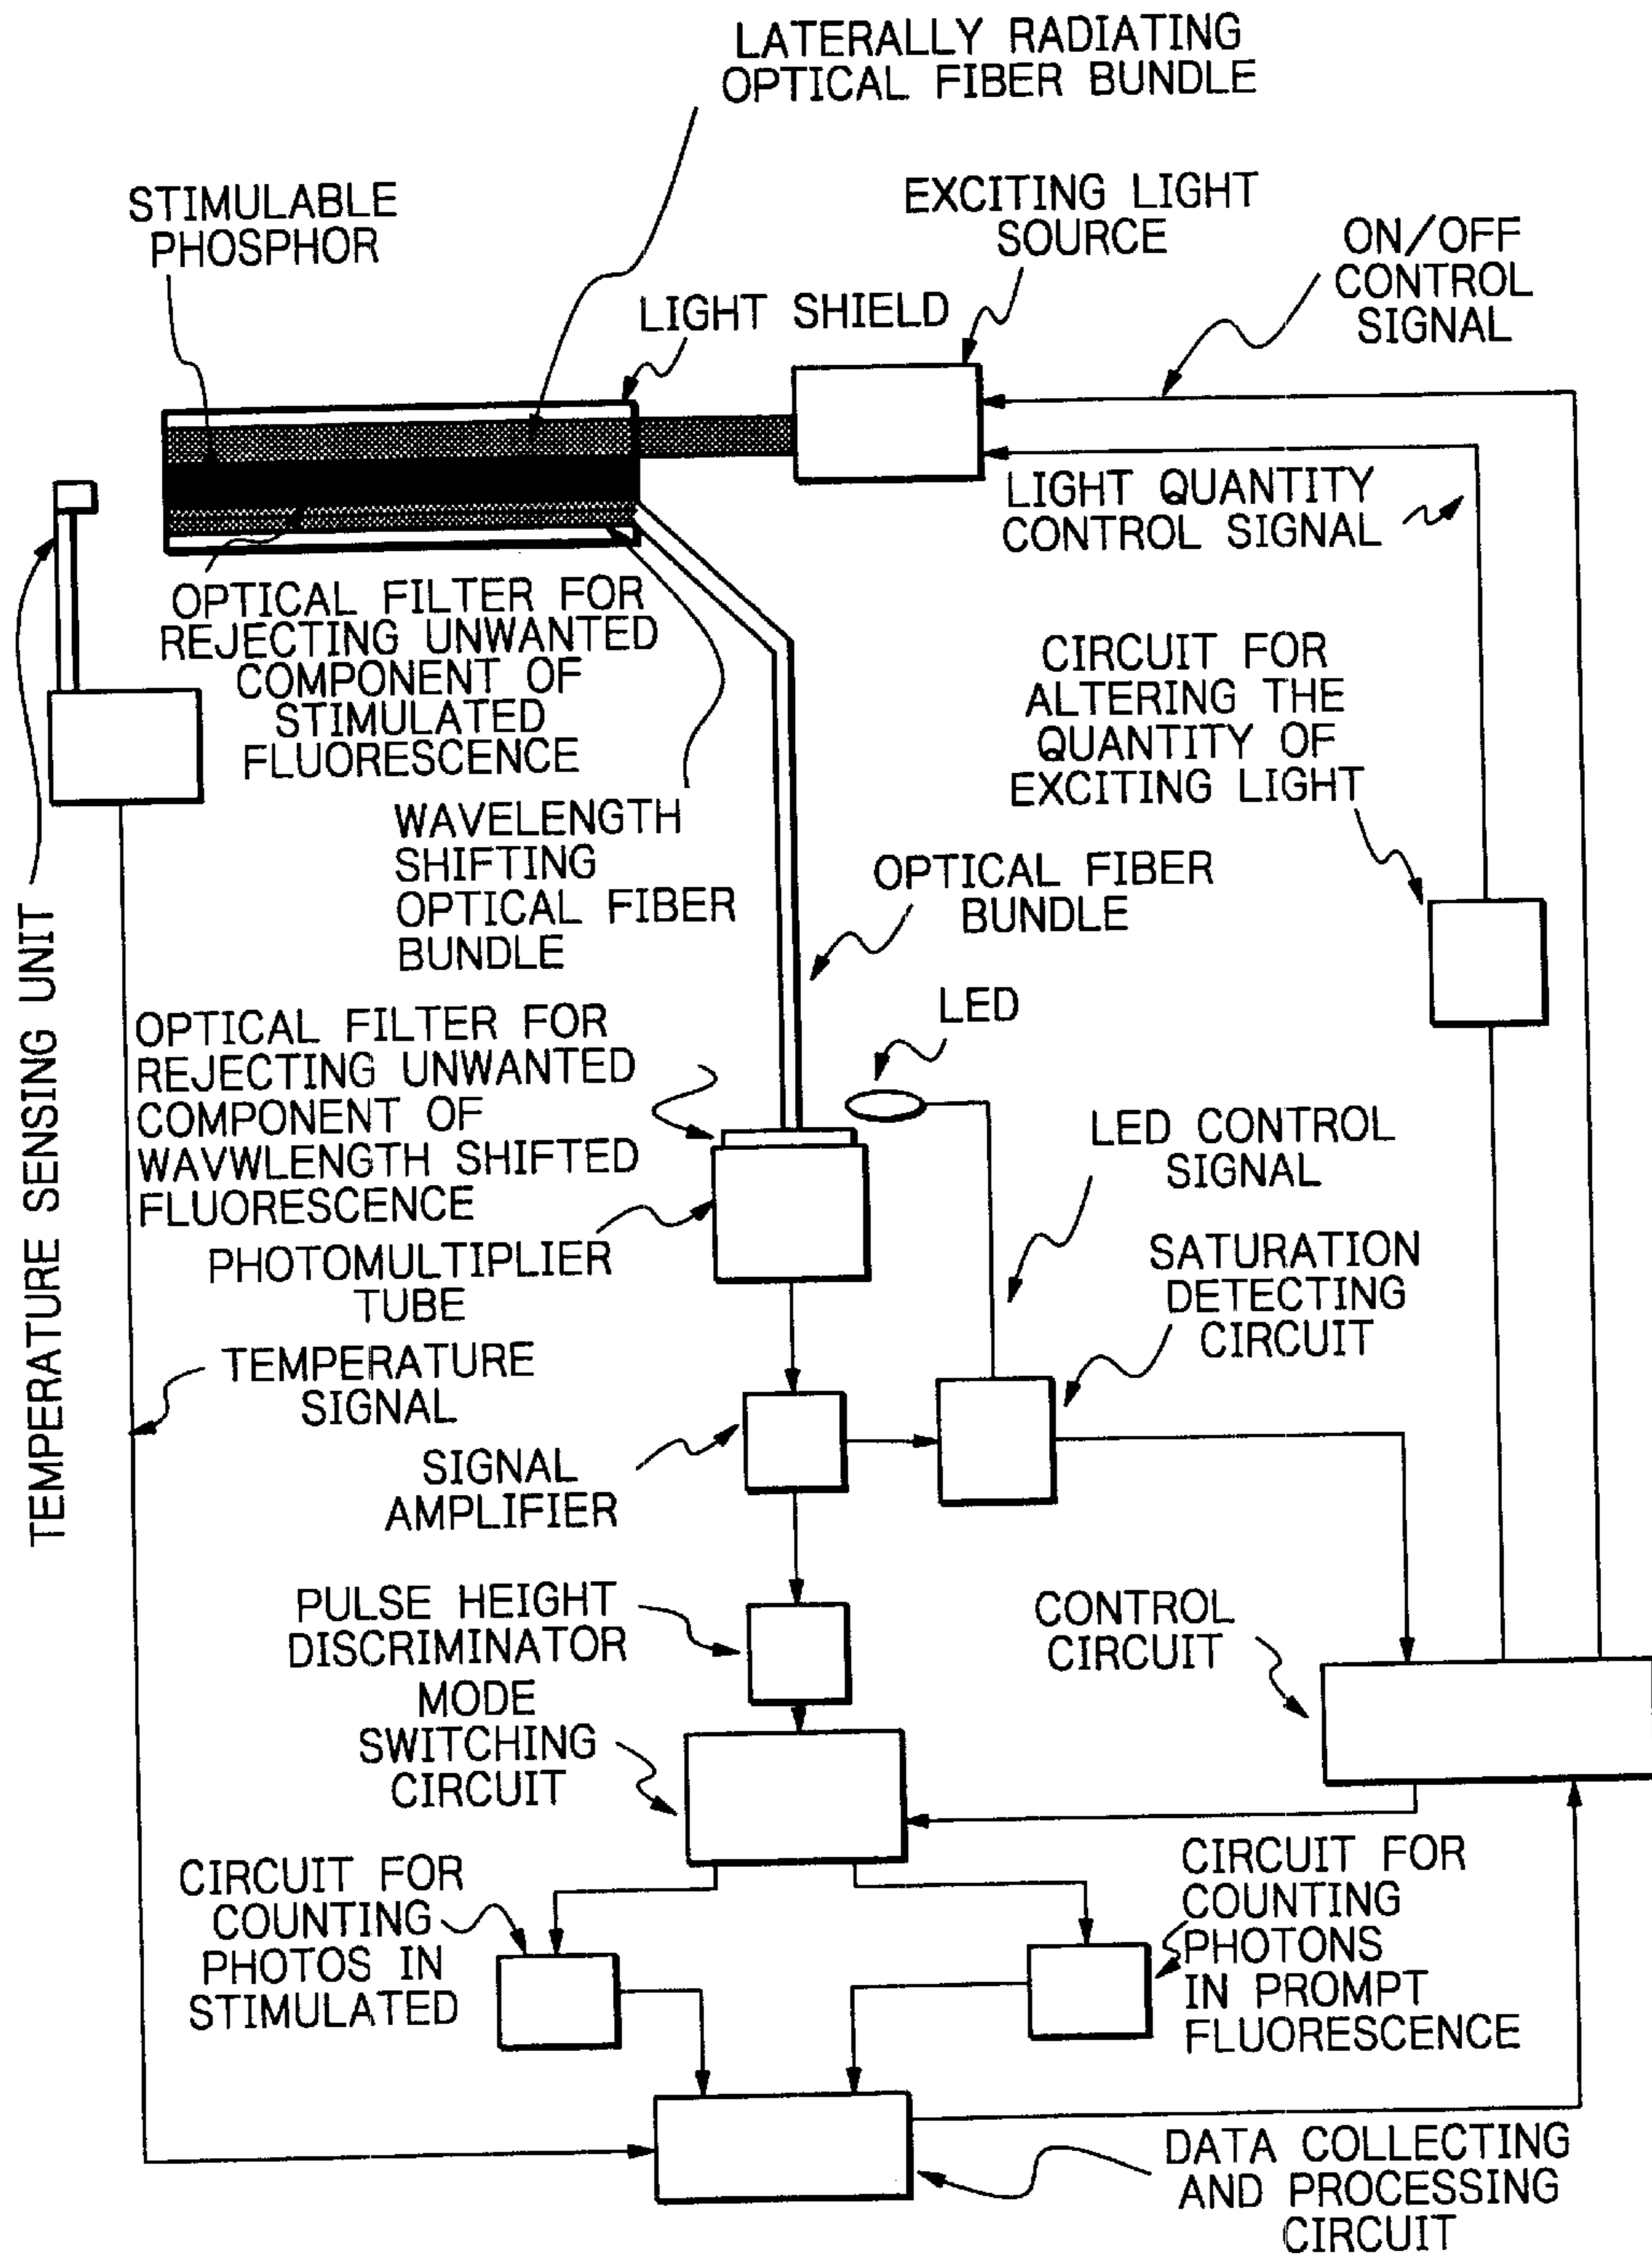 LATERALLY RADIATING
OPTICAL FIBER BUNDLE
STIMULABLE
PHOSPHOR
EXCITING LIGHT
SOURCE
ON/OFF
CONTROL
SIGNAL
LIGHT SHIELD
LIGHT QUANTITY
CONTROL SIGNAL
OPTICAL FILTER FOR
REJECTING UNWANTED
COMPONENT OF
STIMULATED
FLUORESCENCE
CIRCUIT FOR
ALTERING THE
QUANTITY OF
EXCITING LIGHT
WAVELENGTH
SHIFTING
OPTICAL FIBER
BUNDLE
OPTICAL FIBER
BUNDLE
TEMPERATURE SENSING UNIT
LED
OPTICAL FILTER FOR
REJECTING UNWANTED
COMPONENT OF
WAVWLENGTH SHIFTED
FLUORESCENCE
LED CONTROL
SIGNAL
PHOTOMULTIPLIER
TUBE
SATURATION
DETECTING
CIRCUIT
TEMPERATURE
SIGNAL
SIGNAL
AMPLIFIER
PULSE HEIGHT
DISCRIMINATOR
CONTROL
CIRCUIT
MODE
SWITCHING
CIRCUIT
CIRCUIT FOR
COUNTING
PHOTOS IN
STIMULATED
CIRCUIT FOR
COUNTING
PHOTONS
IN PROMPT
FLUORESCENCE
DATA COLLECTING
AND PROCESSING
CIRCUIT